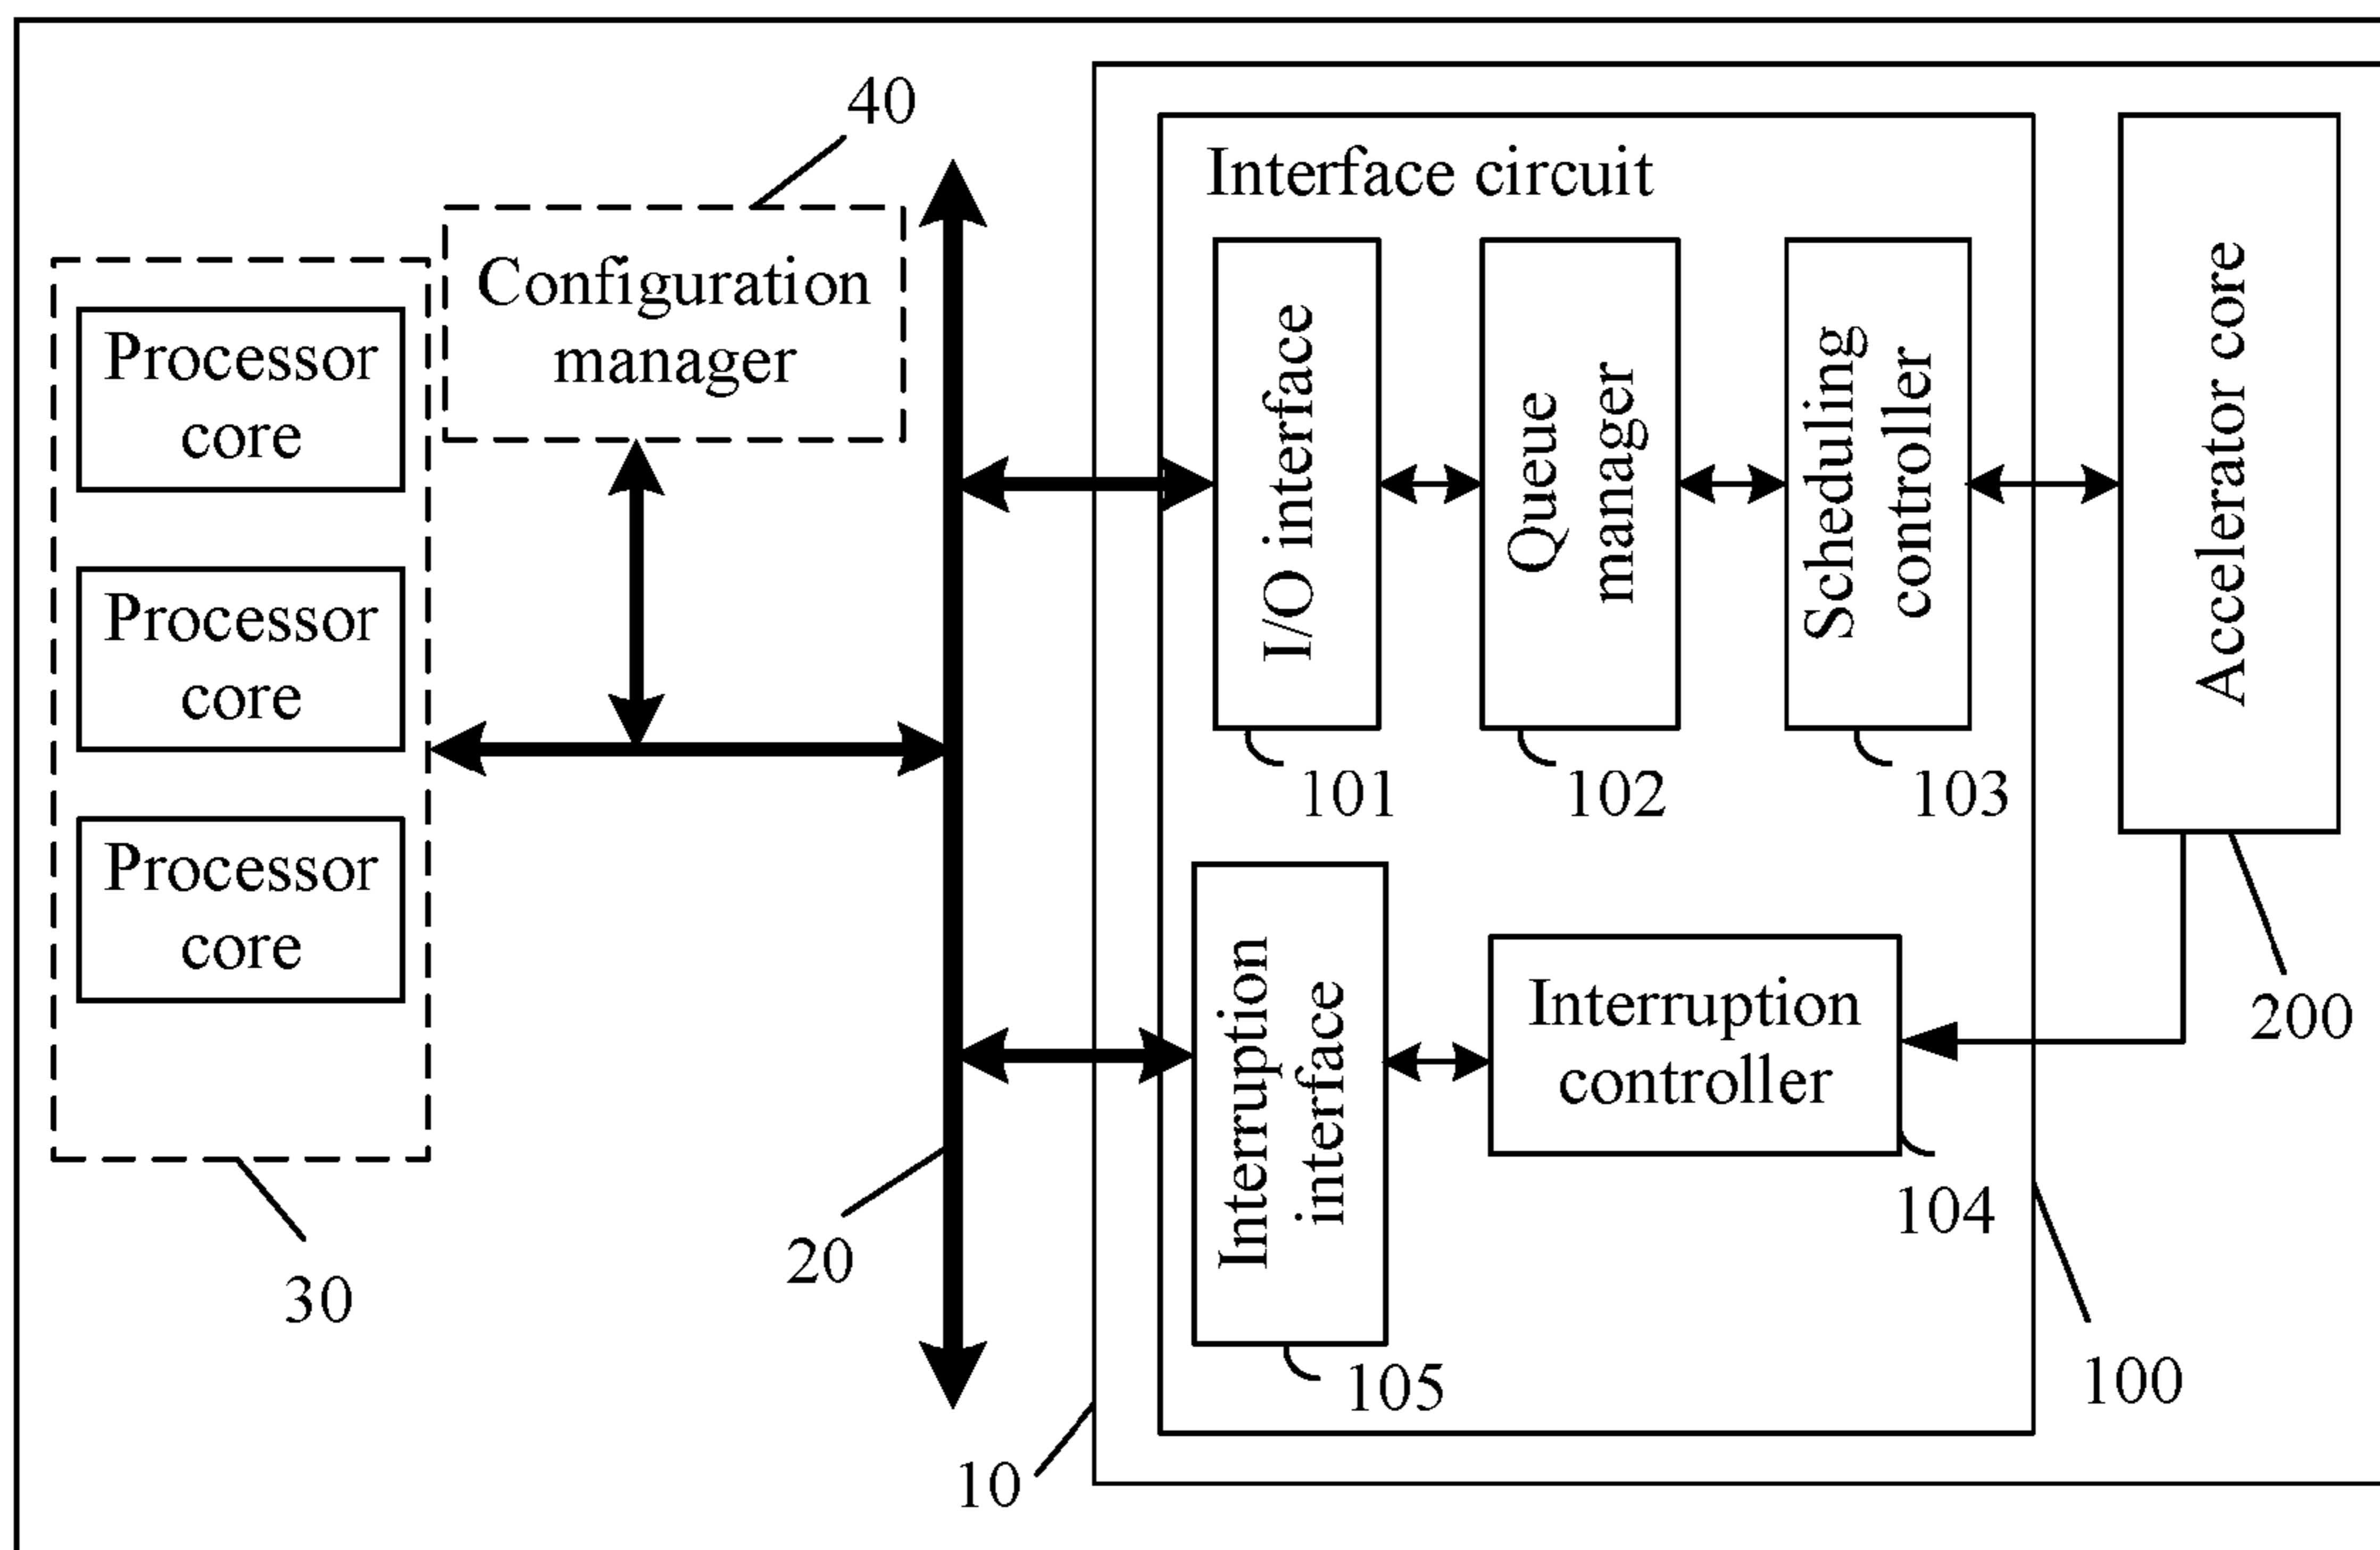 40
Configuration
manager
Processor
core
Processor
core
Processor
core
30
20
10
Interface circuit
I/O interface
101
Queue
manager
102
Scheduling
controller
103
Accelerator core
200
Interruption
interface
105
Interruption
controller
104
100